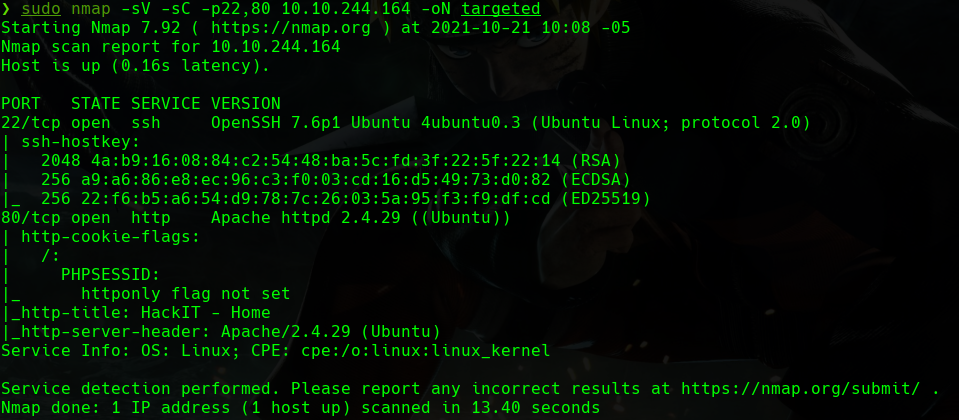 ❯ sudo nmap -sV -sC -p22,80 10.10.244.164 -oN targeted
Starting Nmap 7.92 ( https://nmap.org ) at 2021-10-21 10:08 -05
Nmap scan report for 10.10.244.164
Host is up (0.16s latency).

PORT   STATE SERVICE VERSION
22/tcp open  ssh     OpenSSH 7.6p1 Ubuntu 4ubuntu0.3 (Ubuntu Linux; protocol 2.0)
| ssh-hostkey:
|   2048 4a:b9:16:08:84:c2:54:48:ba:5c:fd:3f:22:5f:22:14 (RSA)
|   256 a9:a6:86:e8:ec:96:c3:f0:03:cd:16:d5:49:73:d0:82 (ECDSA)
|_  256 22:f6:b5:a6:54:d9:78:7c:26:03:5a:95:f3:f9:df:cd (ED25519)
80/tcp open  http    Apache httpd 2.4.29 ((Ubuntu))
| http-cookie-flags:
|   /:
|     PHPSESSID:
|_      httponly flag not set
|_http-title: HackIT - Home
|_http-server-header: Apache/2.4.29 (Ubuntu)
Service Info: OS: Linux; CPE: cpe:/o:linux:linux_kernel

Service detection performed. Please report any incorrect results at https://nmap.org/submit/ .
Nmap done: 1 IP address (1 host up) scanned in 13.40 seconds